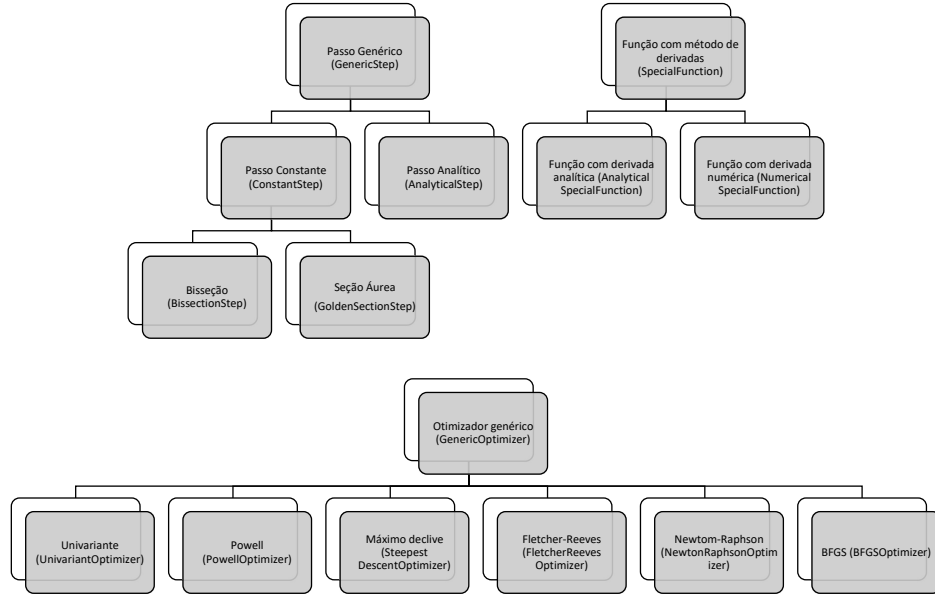 Passo Genérico
(GenericStep)
Função com método de
derivadas
(SpecialFunction)
Passo Constante
(ConstantStep)
Passo Analítico
(AnalyticalStep)
Função com derivada
analítica (Analytical
SpecialFunction)
Função com derivada
numérica (Numerical
SpecialFunction)
Bisseção
(BissectionStep)
Seção Áurea
(GoldenSectionStep)
Otimizador genérico
(GenericOptimizer)
Univariante
(UnivariantOptimizer)
Powell
(PowellOptimizer)
Máximo declive
(Steepest
DescentOptimizer)
Fletcher-Reeves
(FletcherReeves
Optimizer)
Newtom-Raphson
(NewtonRaphsonOptim
izer)
BFGS (BFGSOptimizer)